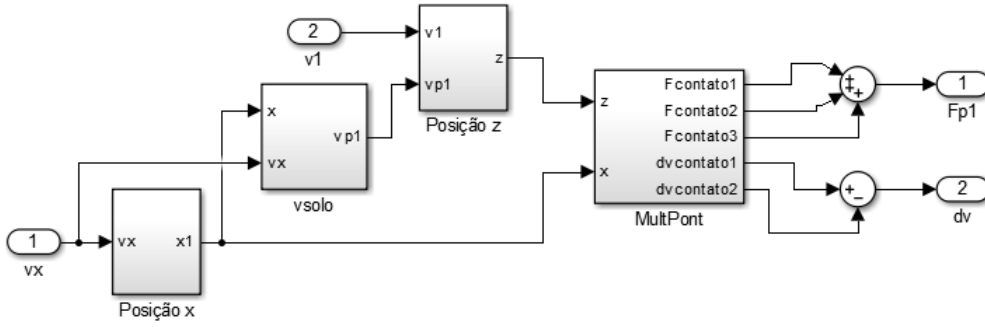 2
v1
v1
vp1
z
Posição z
x
vx
vp1
vsolo
1
vx
vx
x1
Posição x
z
x
Fcontato1
Fcontato2
Fcontato3
dvcontato1
dvcontato2
MultPont
+
+
+
1
Fp1
+
−
2
dv